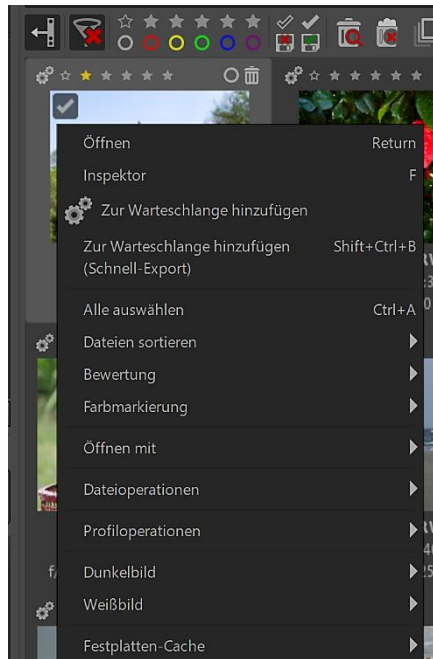 Öffnen Return
Inspektor F
Zur Warteschlange hinzufügen
Zur Warteschlange hinzufügen Shift+Ctrl+B
(Schnell-Export)
Alle auswählen Ctrl+A
Dateien sortieren
Bewertung
Farbmarkierung
Öffnen mit
Dateioperationen
Profiloperationen
Dunkelbild
Weißbild
Festplatten-Cache